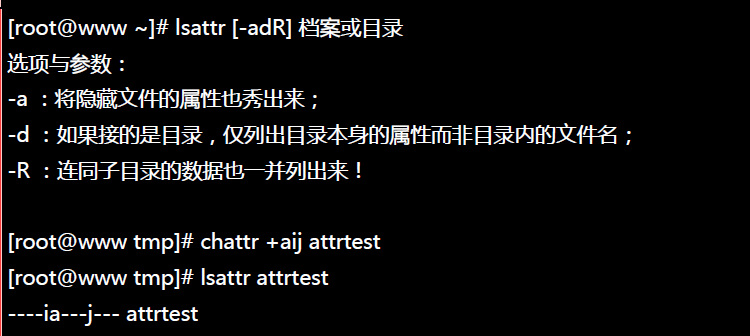 [root@www ~]# lsattr [-adR] 档案或目录
选项与参数：
-a ：将隐藏文件的属性也秀出来；
-d ：如果接的是目录，仅列出目录本身的属性而非目录内的文件名；
-R ：连同子目录的数据也一并列出来！
[root@www tmp]# chattr +aij attrtest
[root@www tmp]# lsattr attrtest
----ia---j--- attrtest